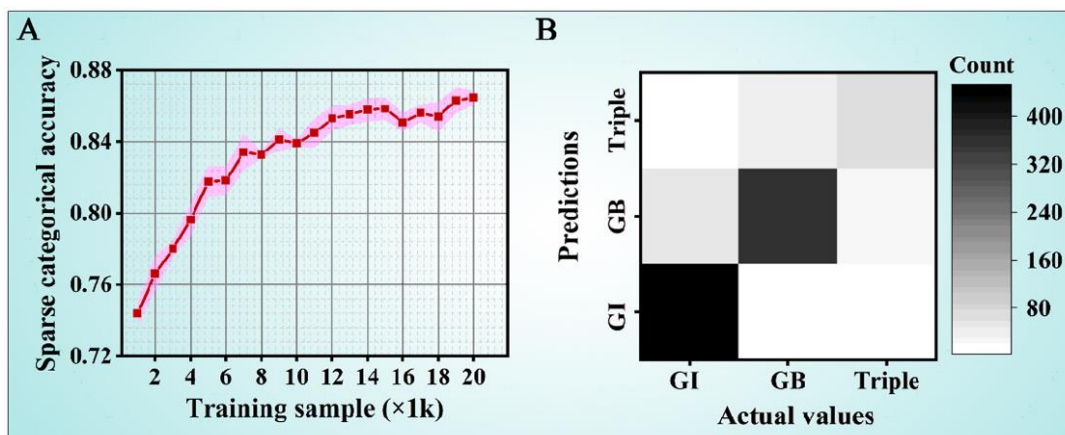 A
Sparse categorical accuracy
0.88
0.84
0.80
0.76
0.72
2 4 6 8 10 12 14 16 18 20
Training sample (×1k)
B
Predictions
Triple
GB
GI
GI GB Triple
Actual values
Count
400
320
240
160
80